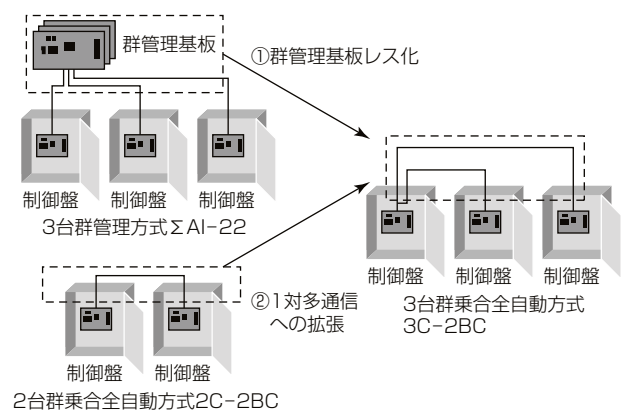 群管理基板
①群管理基板レス化
制御盤 制御盤 制御盤
3台群管理方式ΣAI-22
制御盤 制御盤 制御盤
3台群乗合全自動方式
3C-2BC
②1対多通信
への拡張
制御盤 制御盤
2台群乗合全自動方式2C-2BC